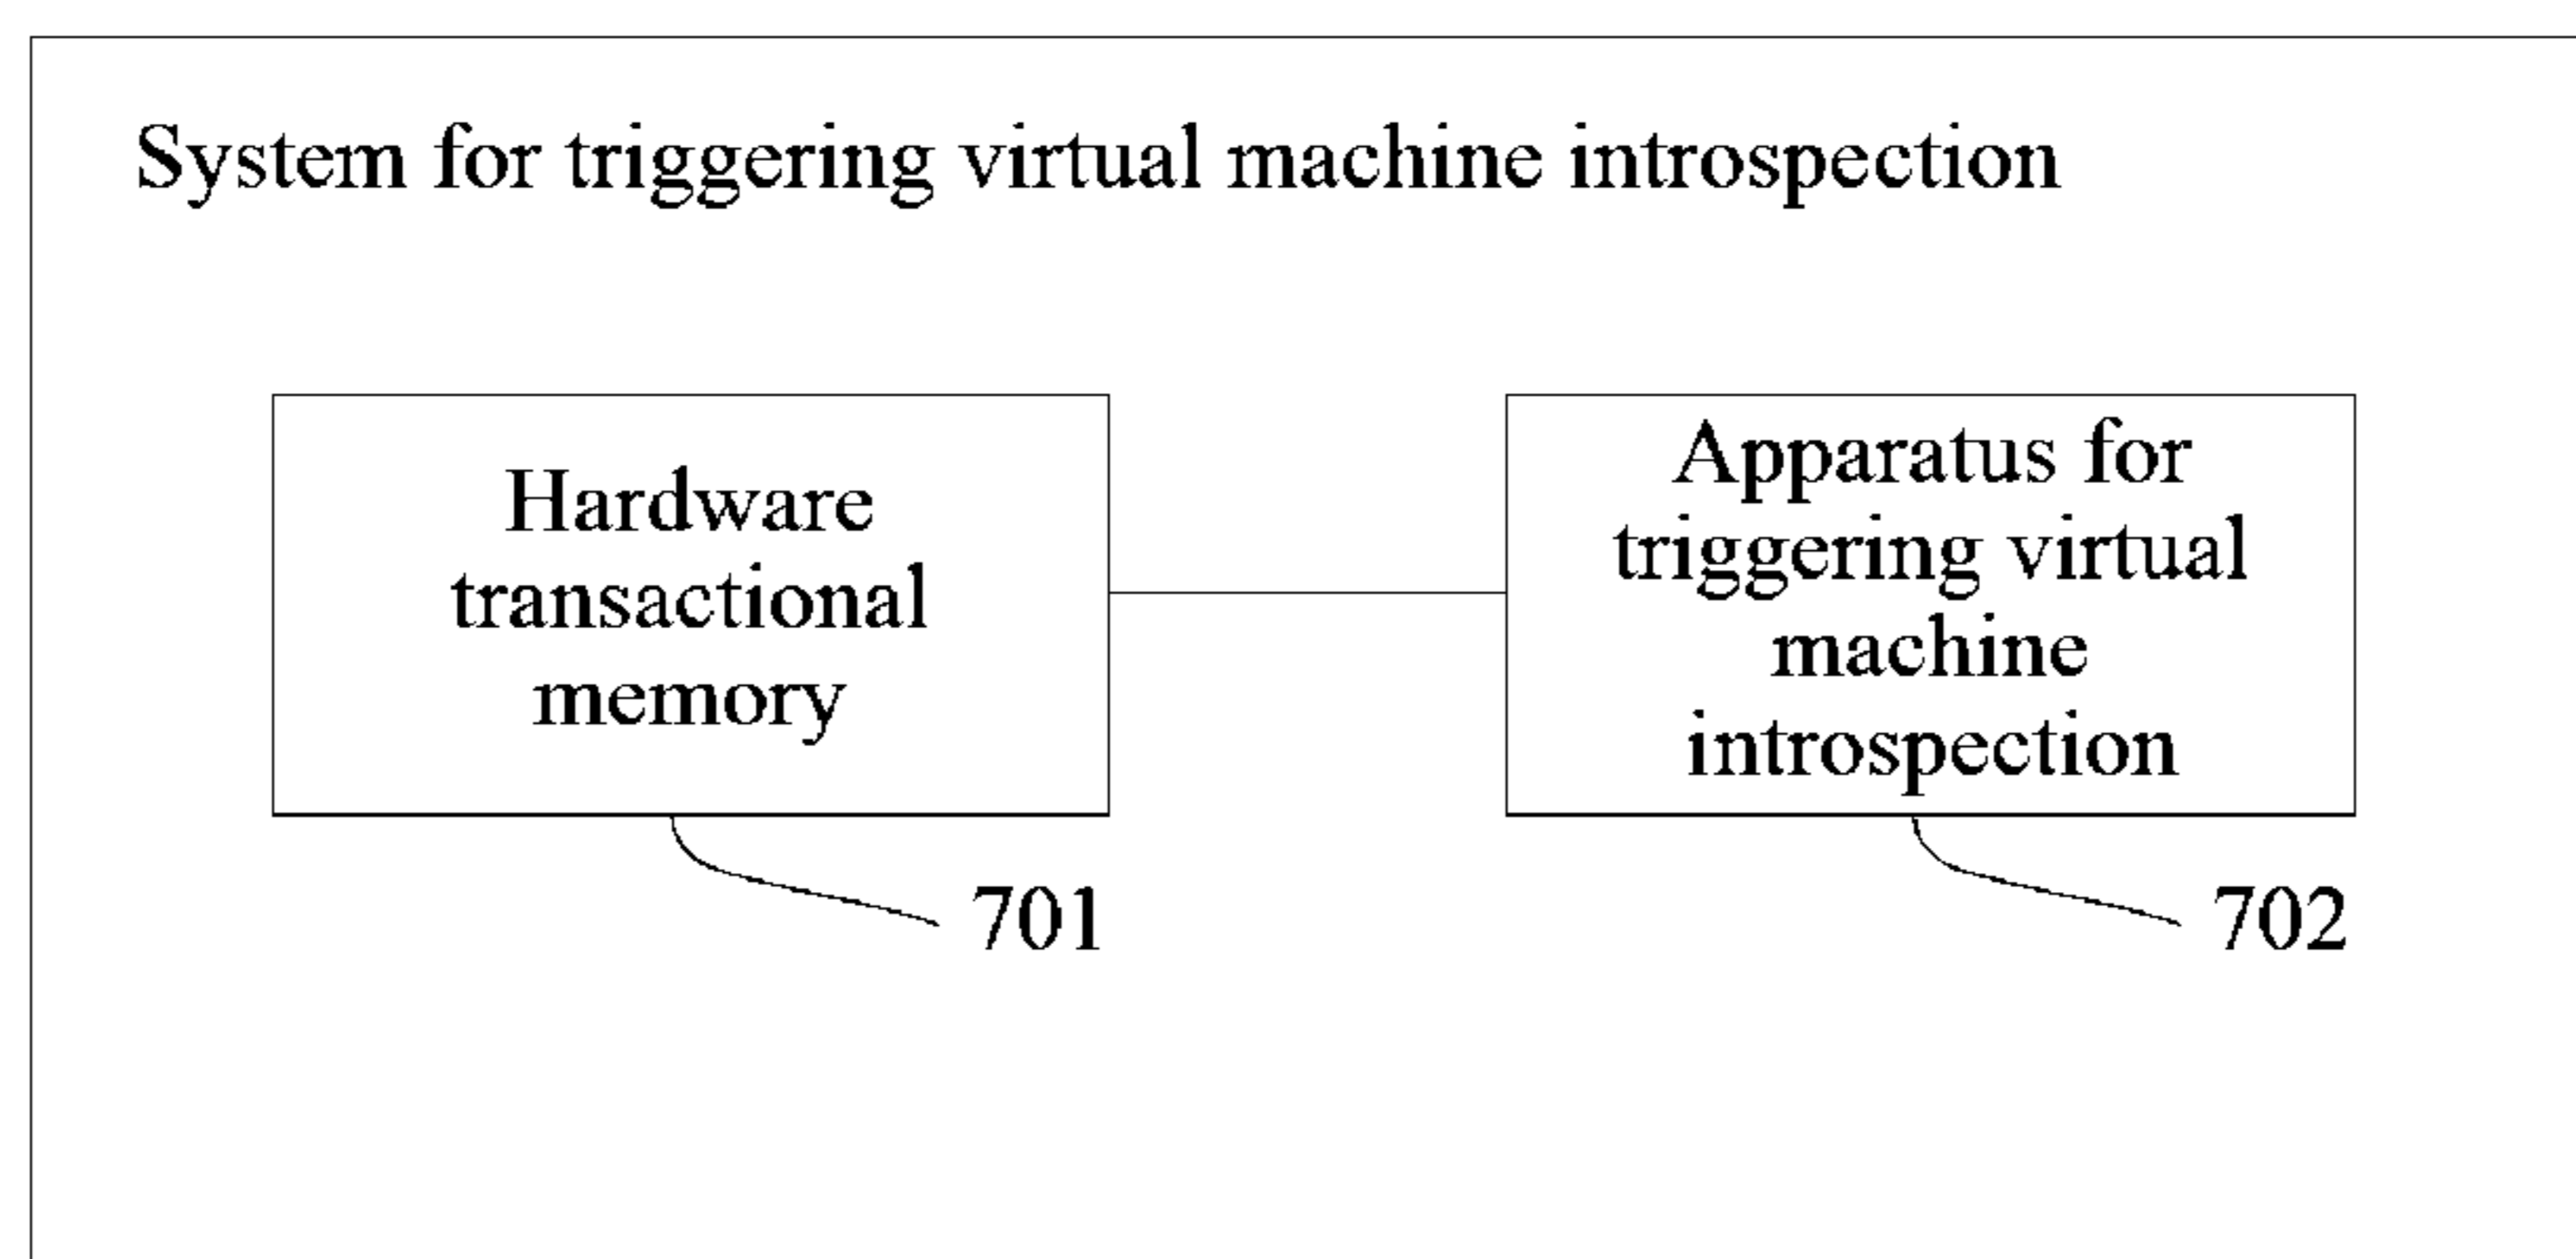 System for triggering virtual machine introspection
Hardware
transactional
memory
Apparatus for
triggering virtual
machine
introspection
701
702